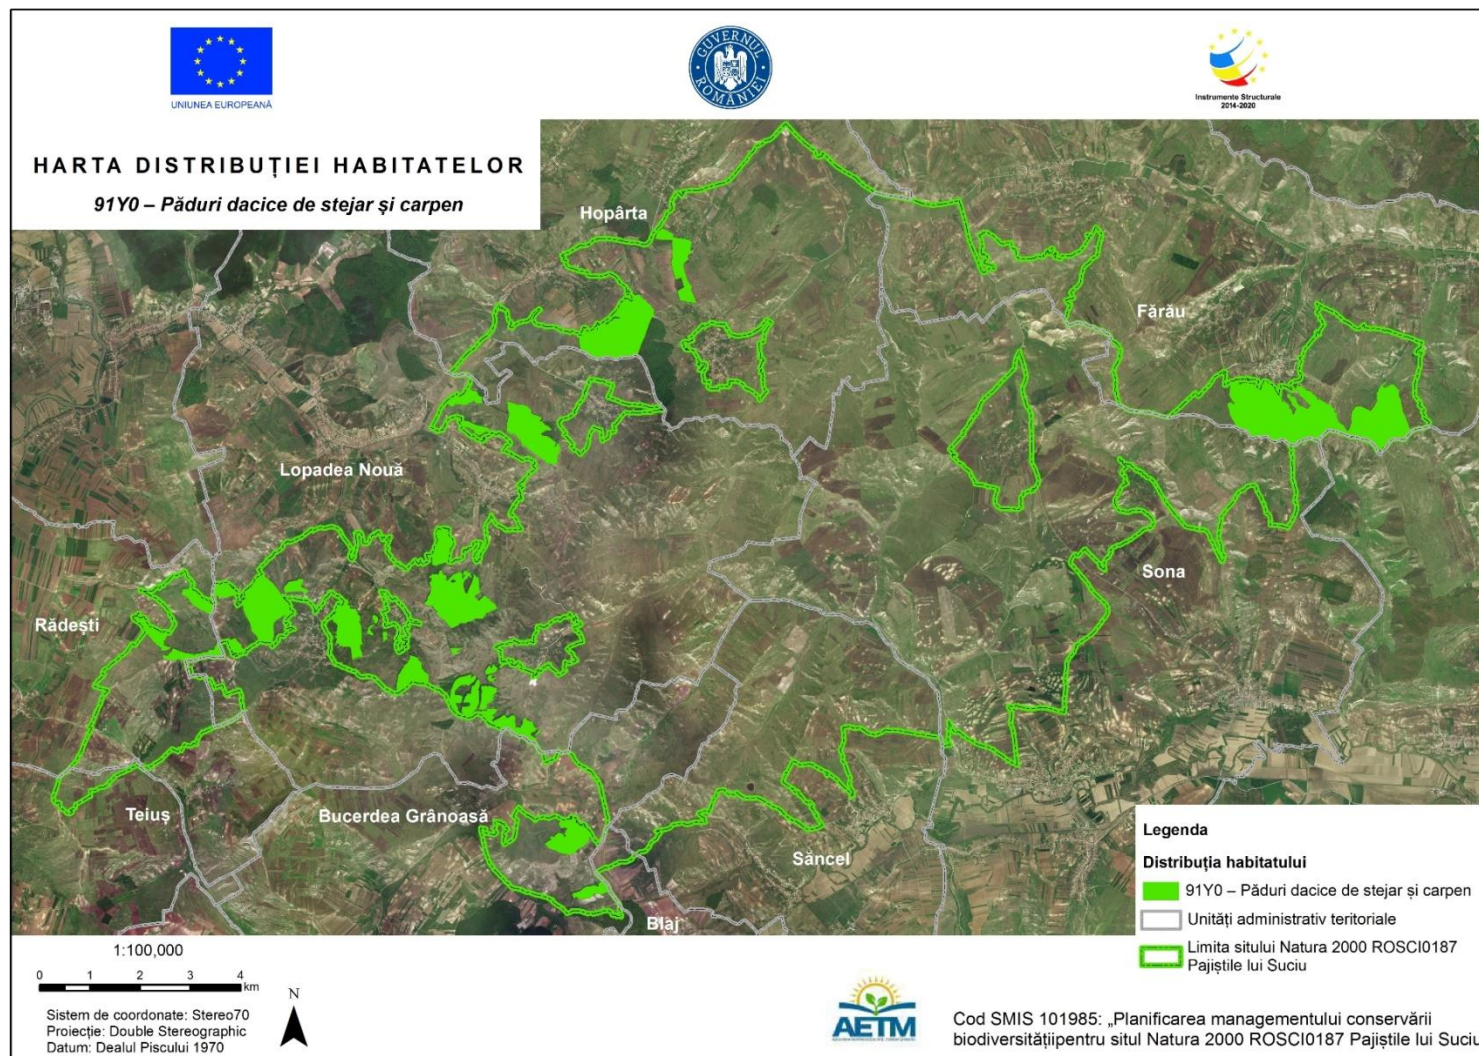 UNIUNEA EUROPEANĂ
GUVERNUL ROMÂNIEI
Instrumente Structurale
2014-2020
HARTA DISTRIBUȚIEI HABITATELOR
91Y0 – Păduri dacice de stejar și carpen
Hopârta
Fărău
Lopadea Nouă
Sona
Rădești
Teiuș
Bucerdea Grânoasă
Săncel
Blaj
Legenda
Distribuția habitatului
91Y0 – Păduri dacice de stejar și carpen
Unități administrativ teritoriale
Limita sitului Natura 2000 ROSCI0187
Pajiștile lui Suciu
1:100,000
0 1 2 3 4
km
N
Sistem de coordonate: Stereo70
Proiecție: Double Stereographic
Datum: Dealul Piscului 1970
AETM
Cod SMIS 101985: „Planificarea managementului conservării
biodiversitățiipentru situl Natura 2000 ROSCI0187 Pajiștile lui Suciu